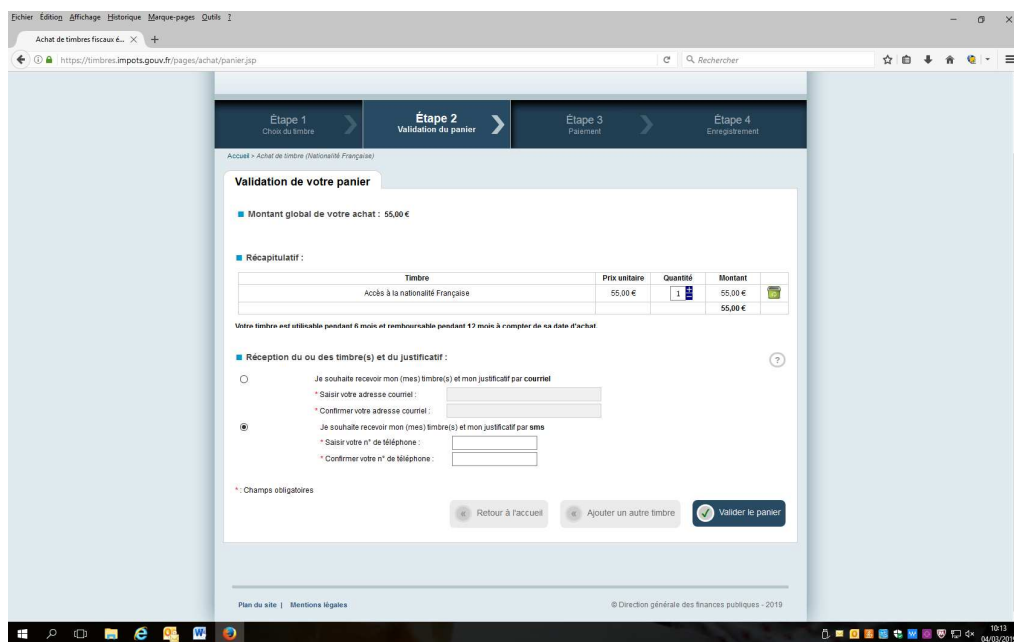 Fichier Édition Affichage Historique Marque-pages Outils ?
Achat de timbres fiscaux é...
https://timbres.impots.gouv.fr/pages/achat/panier.jsp
Rechercher
Étape 1
Choix du timbre
Étape 2
Validation du panier
Étape 3
Paiement
Étape 4
Enregistrement
Accueil > Achat de timbre (Nationalité Française)
Validation de votre panier
Montant global de votre achat : 55,00 €
Récapitulatif :
Timbre Prix unitaire Quantité Montant
Accès à la nationalité Française 55,00 € 1 55,00 €
55,00 €
Votre timbre est utilisable pendant 6 mois et remboursable pendant 12 mois à compter de sa date d'achat.
Réception du ou des timbre(s) et du justificatif :
?
Je souhaite recevoir mon (mes) timbre(s) et mon justificatif par courriel
* Saisir votre adresse courriel :
* Confirmer votre adresse courriel :
Je souhaite recevoir mon (mes) timbre(s) et mon justificatif par sms
* Saisir votre n° de téléphone :
* Confirmer votre n° de téléphone :
* : Champs obligatoires
Retour à l'accueil
Ajouter un autre timbre
Valider le panier
Plan du site | Mentions légales
© Direction générale des finances publiques - 2019
10:13
04/03/2019